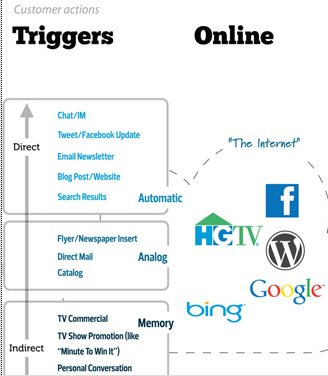 Customer actions
Triggers
Online
Direct
Chat/IM
Tweet/Facebook Update
Email Newsletter
Blog Post/Website
Search Results
Automatic
Flyer/Newspaper Insert
Direct Mail
Catalog
Analog
Indirect
TV Commercial
TV Show Promotion (like
"Minute To Win It")
Personal Conversation
Memory
"The Internet"
f
HGTV
W
Google™
bing™